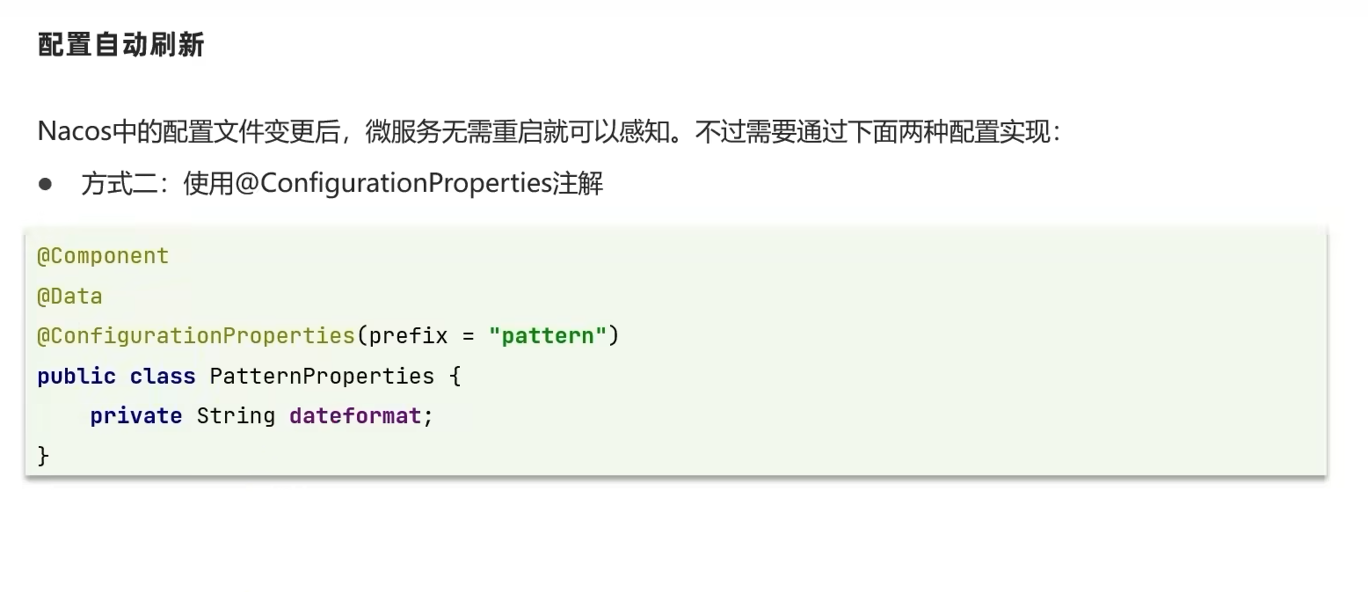 配置自动刷新
Nacos中的配置文件变更后，微服务无需重启就可以感知。不过需要通过下面两种配置实现：
● 方式二：使用@ConfigurationProperties注解
@Component
@Data
@ConfigurationProperties(prefix = "pattern")
public class PatternProperties {
    private String dateformat;
}